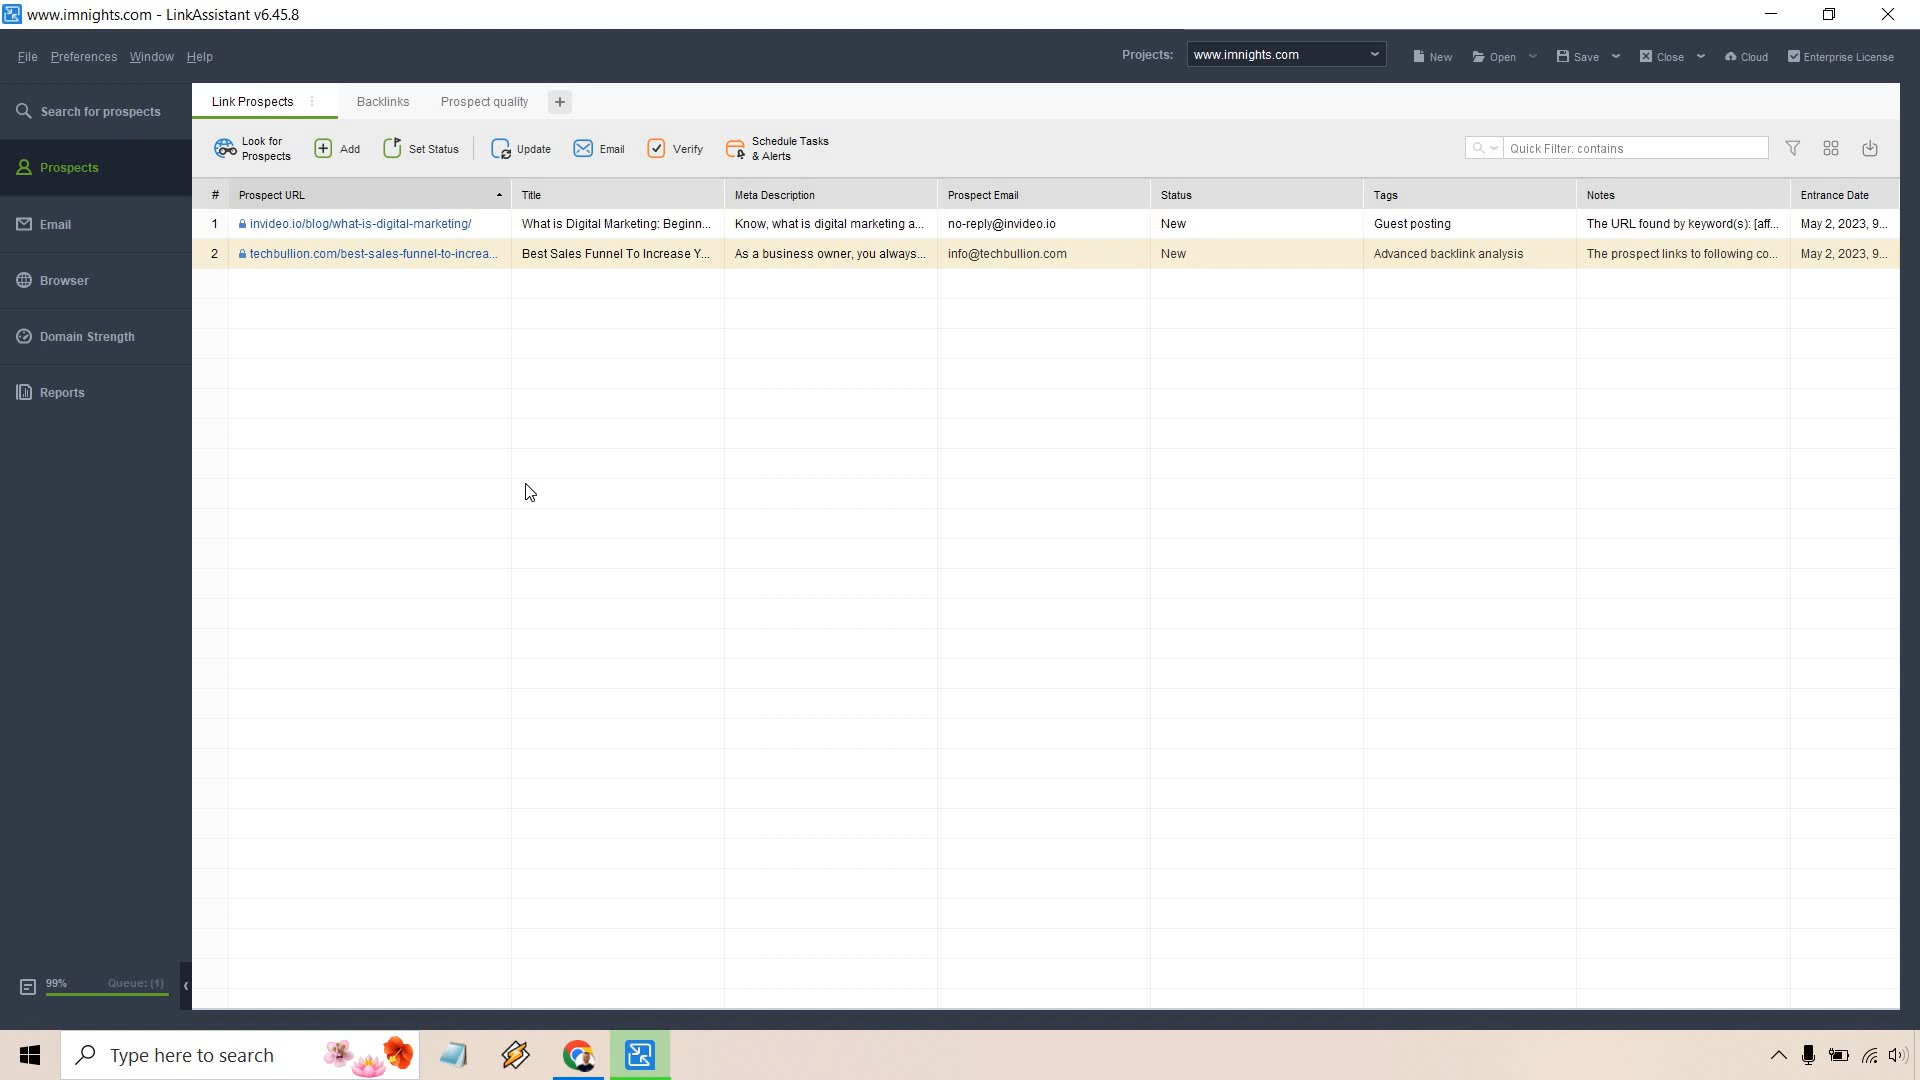 www.imnights.com - LinkAssistant v6.45.8
File Preferences Window Help
Projects: www.imnights.com New Open Save Close Cloud Enterprise License
Search for prospects
Prospects
Email
Browser
Domain Strength
Reports
99% Queue: (1)
Link Prospects Backlinks Prospect quality
Look for Prospects Add Set Status Update Email Verify Schedule Tasks & Alerts Quick Filter: contains
# Prospect URL Title Meta Description Prospect Email Status Tags Notes Entrance Date
1 invideo.io/blog/what-is-digital-marketing/ What is Digital Marketing: Beginn... Know, what is digital marketing a... no-reply@invideo.io New Guest posting The URL found by keyword(s): [aff... May 2, 2023, 9...
2 techbullion.com/best-sales-funnel-to-increa... Best Sales Funnel To Increase Y... As a business owner, you always... info@techbullion.com New Advanced backlink analysis The prospect links to following co... May 2, 2023, 9...
Type here to search